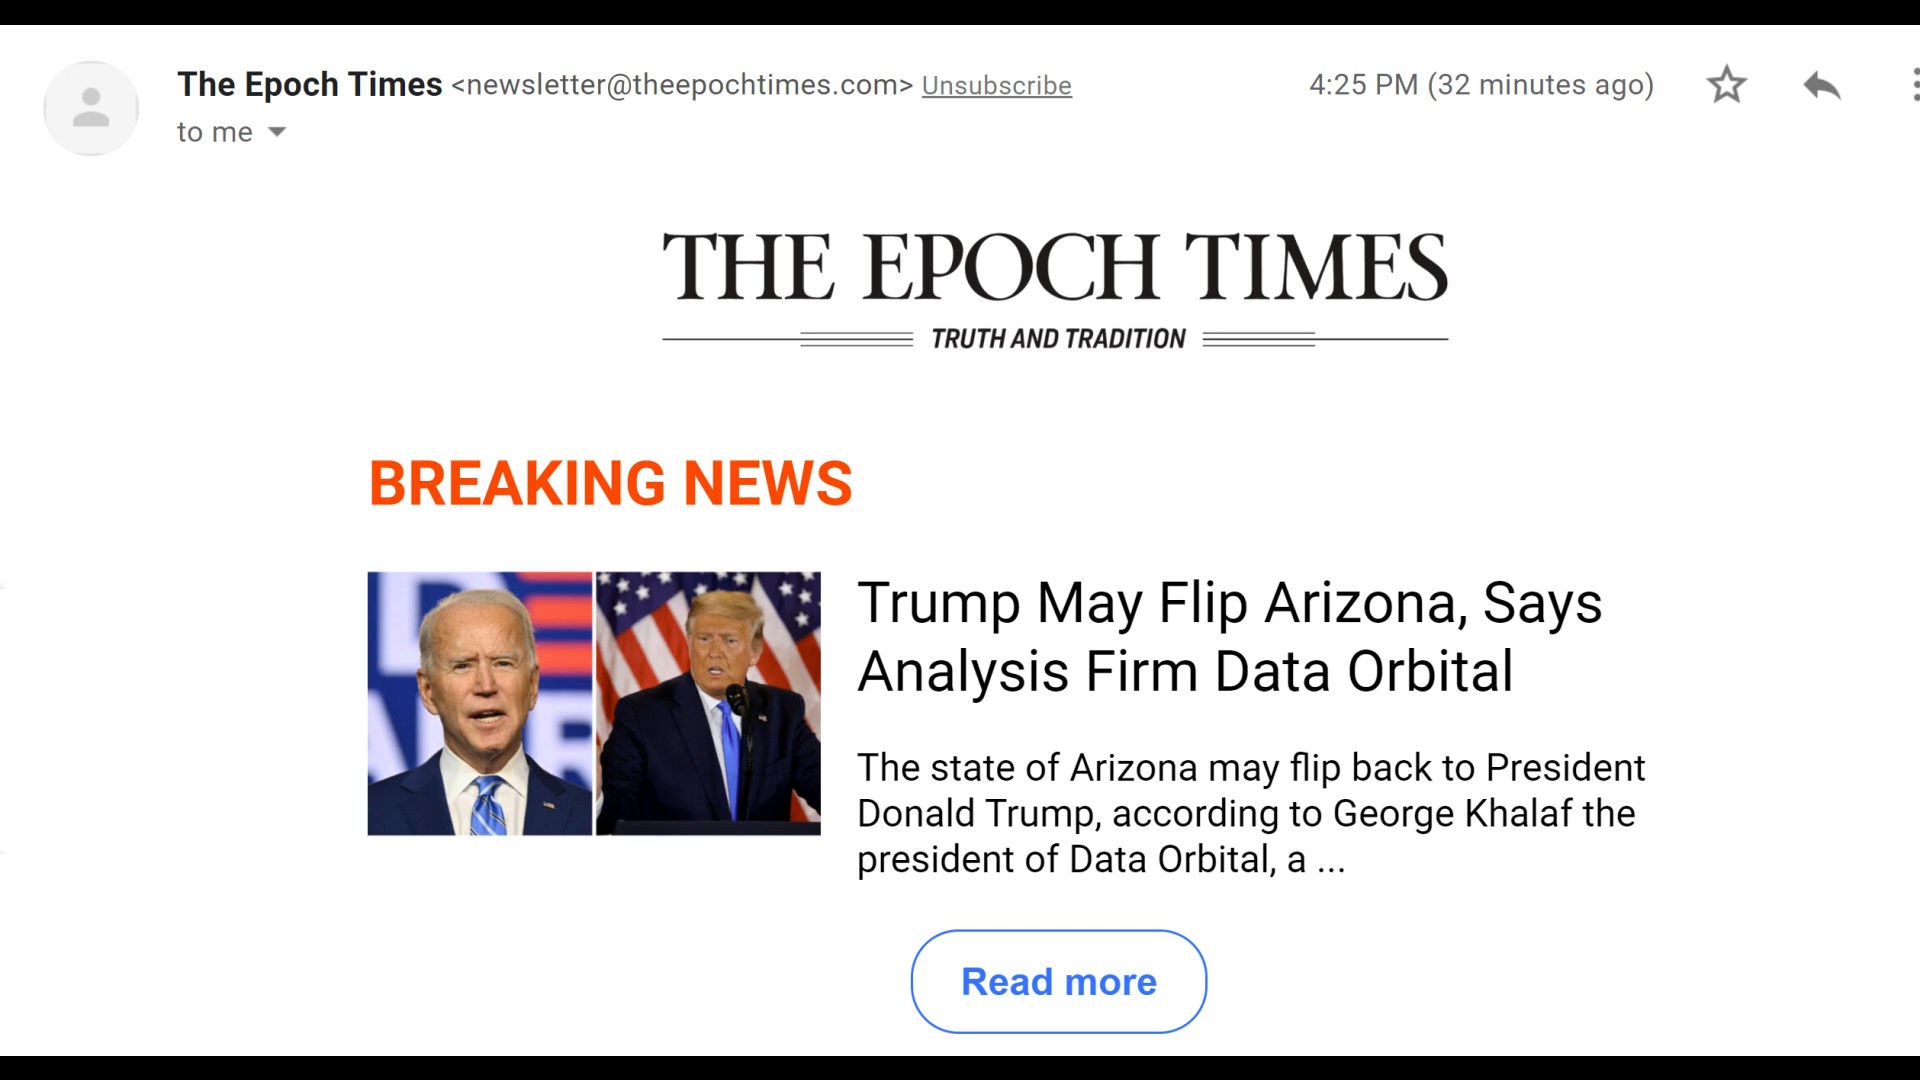 The Epoch Times <newsletter@theepochtimes.com> Unsubscribe 4:25 PM (32 minutes ago)
to me
THE EPOCH TIMES
TRUTH AND TRADITION
BREAKING NEWS
Trump May Flip Arizona, Says
Analysis Firm Data Orbital
The state of Arizona may flip back to President
Donald Trump, according to George Khalaf the
president of Data Orbital, a ...
Read more